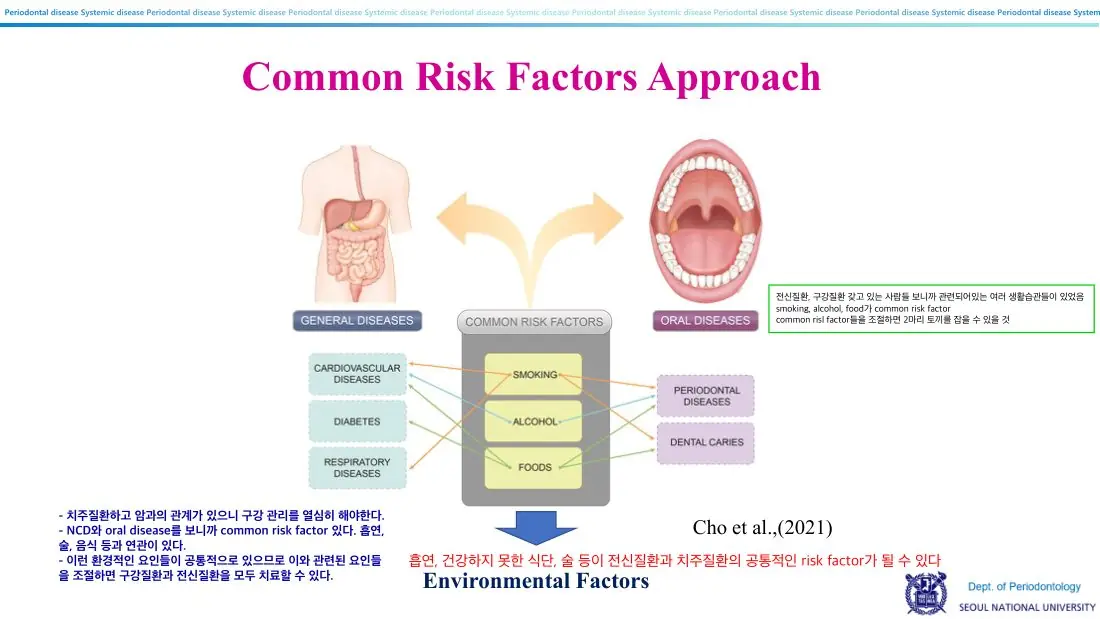 Periodontal disease Systemic disease Periodontal disease Systemic disease Periodontal disease Systemic disease Periodontal disease Systemic disease Periodontal disease Systemic disease Periodontal disease Systemic disease Periodontal disease Systemic disease Periodontal disease System
Common Risk Factors Approach
GENERAL DISEASES
COMMON RISK FACTORS
ORAL DISEASES
전신질환, 구강질환 갖고 있는 사람들 보니까 관련되어있는 여러 생활습관들이 있었음
smoking, alcohol, food가 common risk factor
common risl factor들을 조절하면 2마리 토끼를 잡을 수 있을 것
CARDIOVASCULAR
DISEASES
DIABETES
RESPIRATORY
DISEASES
SMOKING
ALCOHOL
FOODS
PERIODONTAL
DISEASES
DENTAL CARIES
- 치주질환하고 암과의 관계가 있으니 구강 관리를 열심히 해야한다.
- NCD와 oral disease를 보니까 common risk factor 있다. 흡연,
술, 음식 등과 연관이 있다.
- 이런 환경적인 요인들이 공통적으로 있으므로 이와 관련된 요인들
을 조절하면 구강질환과 전신질환을 모두 치료할 수 있다.
Cho et al.,(2021)
흡연, 건강하지 못한 식단, 술 등이 전신질환과 치주질환의 공통적인 risk factor가 될 수 있다
Environmental Factors
Dept. of Periodontology
SEOUL NATIONAL UNIVERSITY